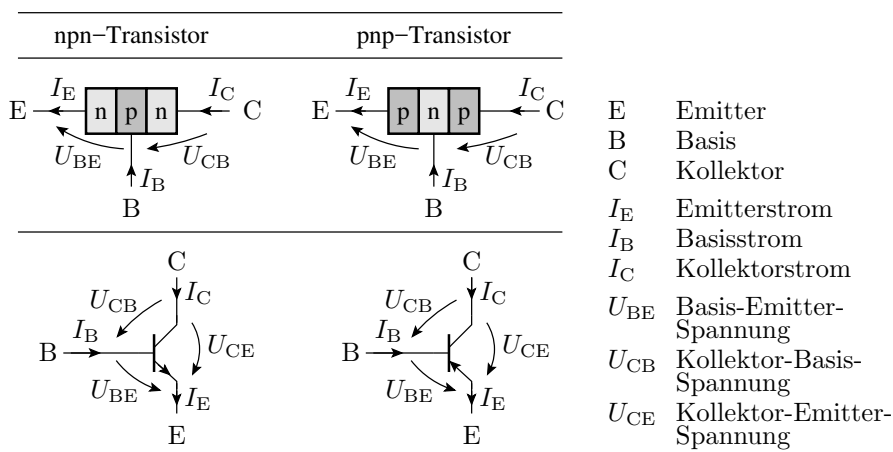 npn–Transistor pnp–Transistor
I_E I_C I_E I_C
E n p n C E p n p C
U_BE U_CB U_BE U_CB
I_B I_B
B B
C C
U_CB I_C U_CB I_C
I_B I_B
B U_CE B U_CE
U_BE I_E U_BE I_E
E E
E Emitter
B Basis
C Kollektor
I_E Emitterstrom
I_B Basisstrom
I_C Kollektorstrom
U_BE Basis-Emitter-
Spannung
U_CB Kollektor-Basis-
Spannung
U_CE Kollektor-Emitter-
Spannung